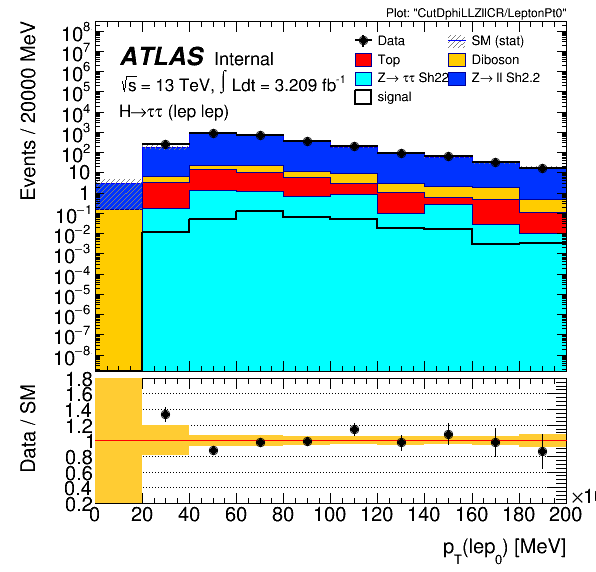 Plot: "CutDphiLLZllCR/LeptonPt0"
ATLAS Internal
√s = 13 TeV, ∫ Ldt = 3.209 fb⁻¹
H→ττ (lep lep)
Data
SM (stat)
Top
Diboson
Z→ ττ Sh22
Z→ ll Sh2.2
signal
Events / 20000 MeV
10⁸
10⁷
10⁶
10⁵
10⁴
10³
10²
10
1
10⁻¹
10⁻²
10⁻³
10⁻⁴
10⁻⁵
10⁻⁶
10⁻⁷
10⁻⁸
Data / SM
1.8
1.6
1.4
1.2
1
0.8
0.6
0.4
0.2
0 20 40 60 80 100 120 140 160 180 200
p_T(lep_0) [MeV]